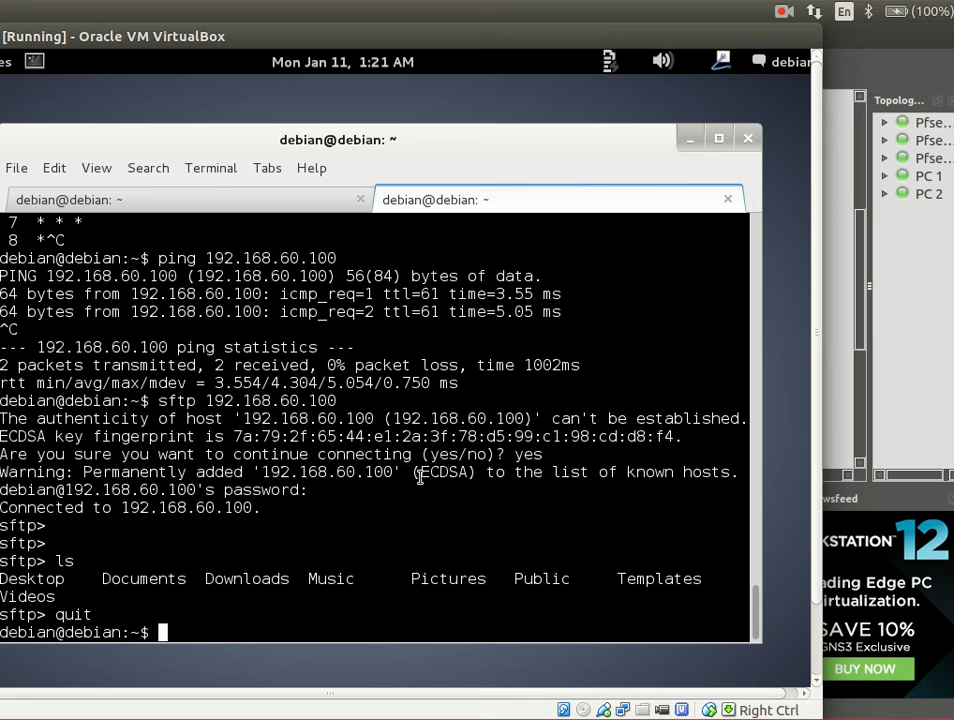 En
(100%)
[Running] - Oracle VM VirtualBox
es
Mon Jan 11, 1:21 AM
debian
Topolog...
debian@debian: ~
Pfse...
Pfse...
Pfse...
PC 1
PC 2
File Edit View Search Terminal Tabs Help
debian@debian: ~
debian@debian: ~
7 * * *
8 *^C
debian@debian:~$ ping 192.168.60.100
PING 192.168.60.100 (192.168.60.100) 56(84) bytes of data.
64 bytes from 192.168.60.100: icmp_req=1 ttl=61 time=3.55 ms
64 bytes from 192.168.60.100: icmp_req=2 ttl=61 time=5.05 ms
^C
--- 192.168.60.100 ping statistics ---
2 packets transmitted, 2 received, 0% packet loss, time 1002ms
rtt min/avg/max/mdev = 3.554/4.304/5.054/0.750 ms
debian@debian:~$ sftp 192.168.60.100
The authenticity of host '192.168.60.100 (192.168.60.100)' can't be established.
ECDSA key fingerprint is 7a:79:2f:65:44:e1:2a:3f:78:d5:99:c1:98:cd:d8:f4.
Are you sure you want to continue connecting (yes/no)? yes
Warning: Permanently added '192.168.60.100' (ECDSA) to the list of known hosts.
debian@192.168.60.100's password:
Connected to 192.168.60.100.
sftp>
sftp>
sftp> ls
Desktop Documents Downloads Music Pictures Public Templates
Videos
sftp> quit
debian@debian:~$
wsfeed
KSTATION 12
ading Edge PC
virtualization.
SAVE 10%
GNS3 Exclusive
BUY NOW
Right Ctrl